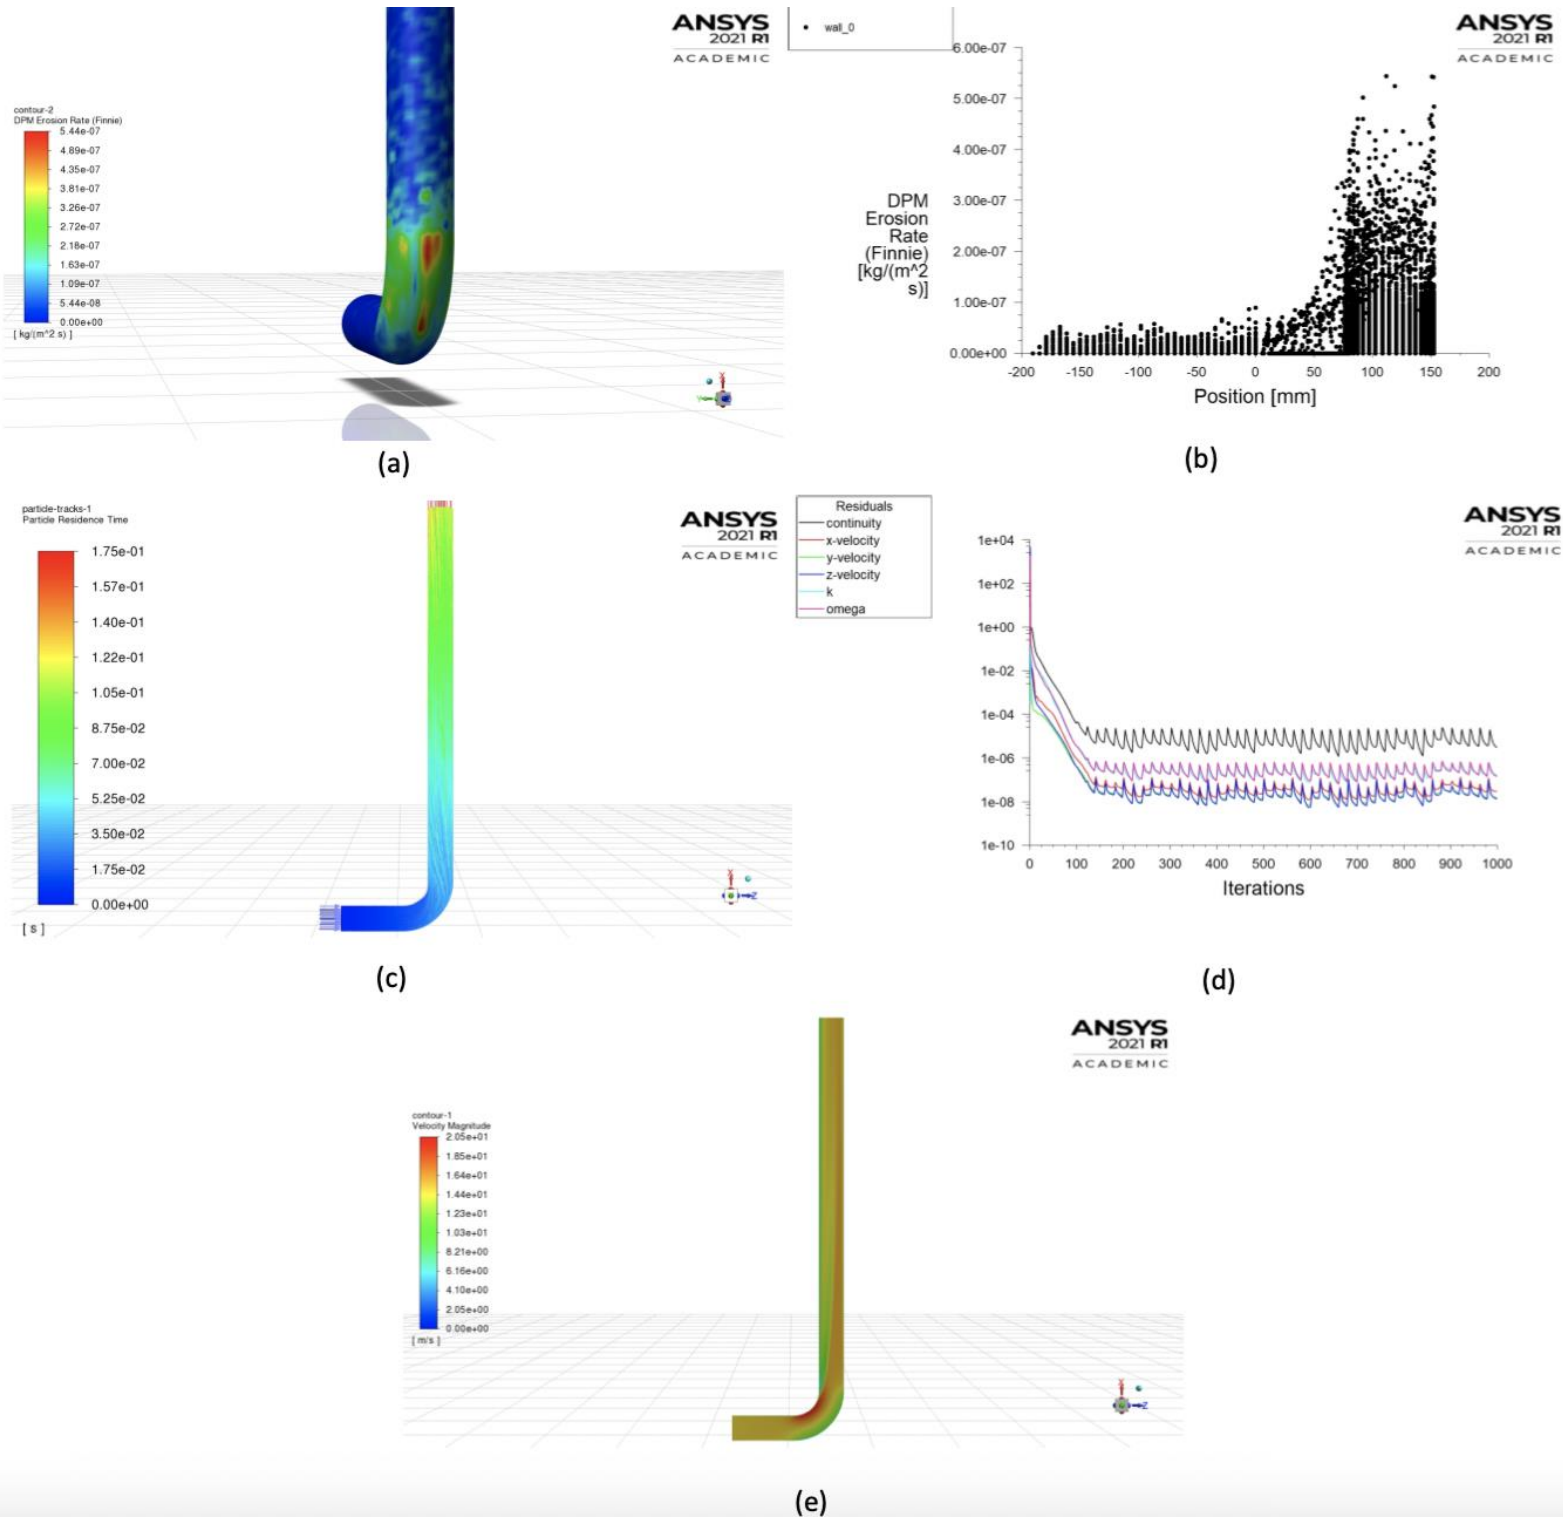 ANSYS
2021 R1
ACADEMIC
contour-2
DPM Erosion Rate (Finnie)
5.44e-07
4.89e-07
4.35e-07
3.81e-07
3.26e-07
2.72e-07
2.18e-07
1.63e-07
1.09e-07
5.44e-08
0.00e+00
[ kg/(m^2 s) ]
X
Y
(a)
wall_0
ANSYS
2021 R1
ACADEMIC
6.00e-07
5.00e-07
4.00e-07
3.00e-07
2.00e-07
1.00e-07
0.00e+00
DPM
Erosion
Rate
(Finnie)
[kg/(m^2
s)]
-200 -150 -100 -50 0 50 100 150 200
Position [mm]
(b)
particle-tracks-1
Particle Residence Time
1.75e-01
1.57e-01
1.40e-01
1.22e-01
1.05e-01
8.75e-02
7.00e-02
5.25e-02
3.50e-02
1.75e-02
0.00e+00
[ s ]
ANSYS
2021 R1
ACADEMIC
X
Z
(c)
Residuals
continuity
x-velocity
y-velocity
z-velocity
k
omega
ANSYS
2021 R1
ACADEMIC
1e+04
1e+02
1e+00
1e-02
1e-04
1e-06
1e-08
1e-10
0 100 200 300 400 500 600 700 800 900 1000
Iterations
(d)
ANSYS
2021 R1
ACADEMIC
contour-1
Velocity Magnitude
2.05e+01
1.85e+01
1.64e+01
1.44e+01
1.23e+01
1.03e+01
8.21e+00
6.16e+00
4.10e+00
2.05e+00
0.00e+00
[ m/s ]
X
Z
(e)